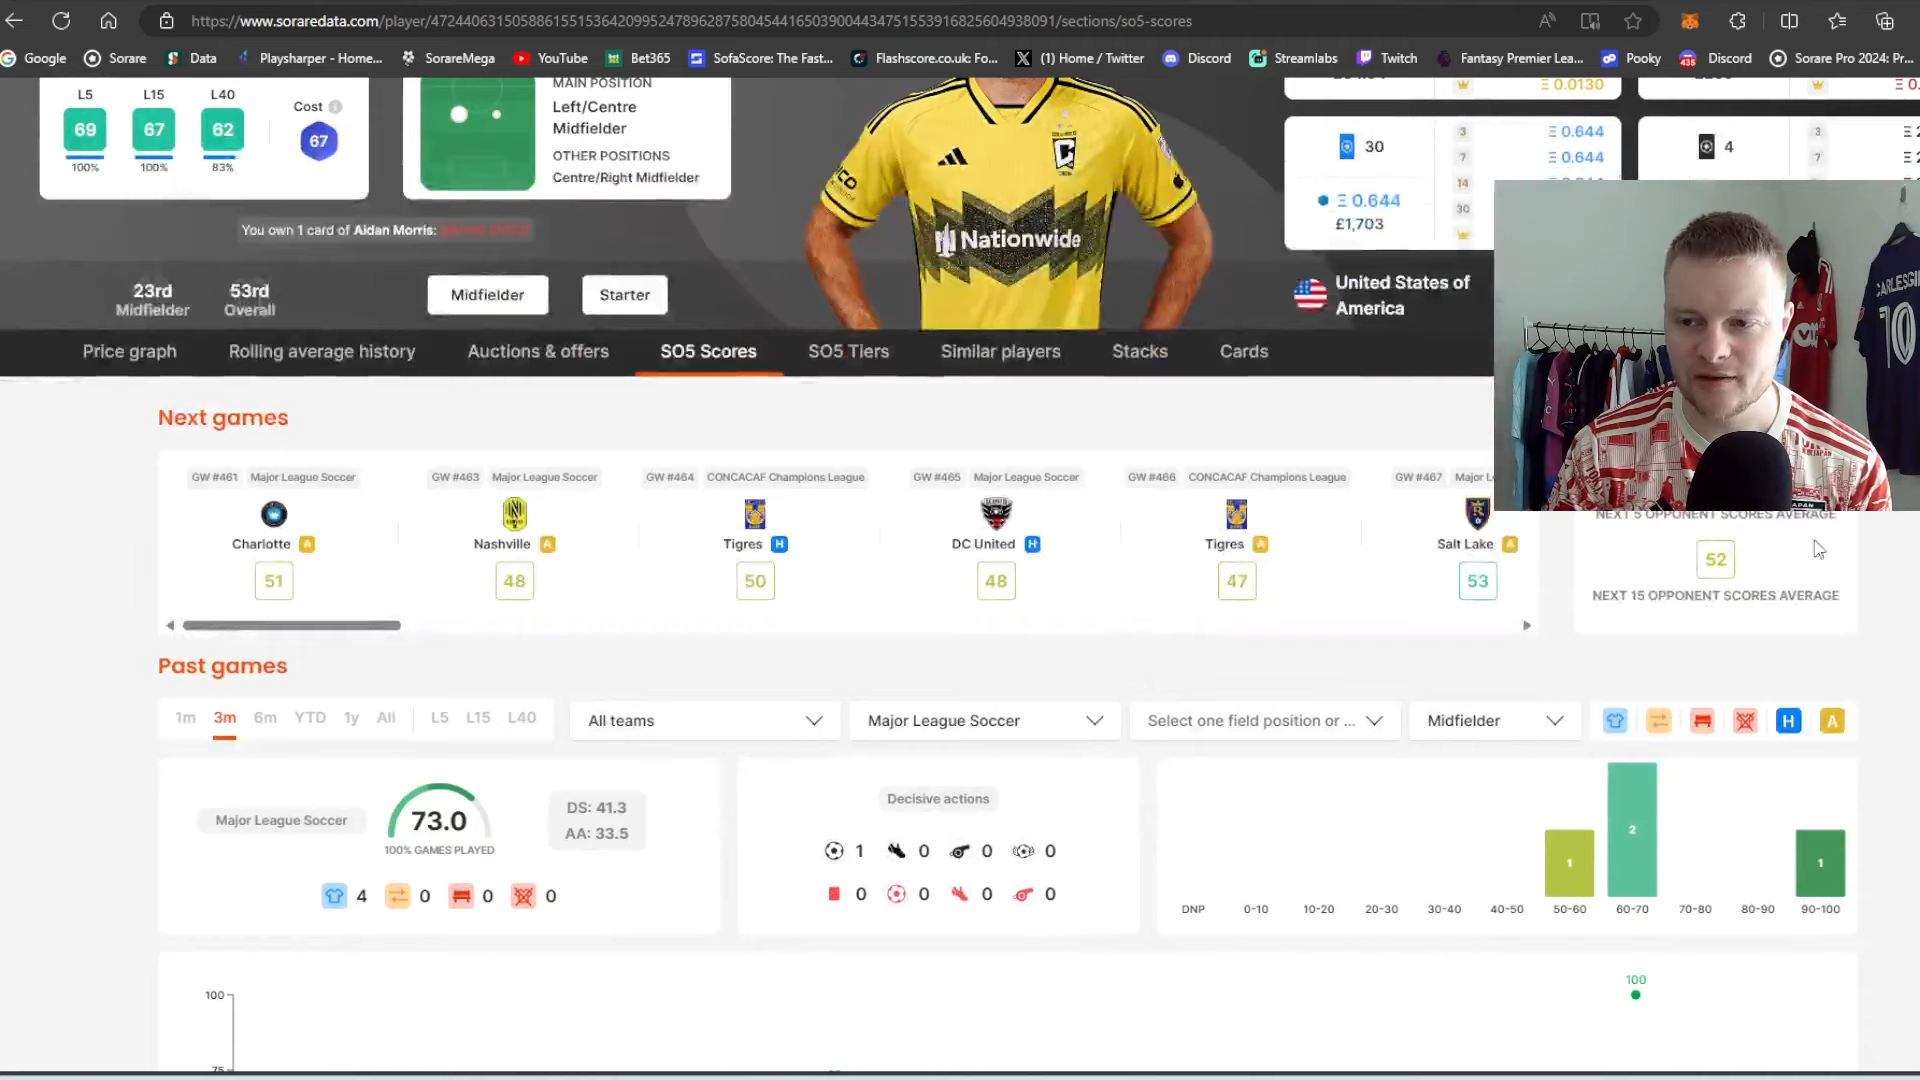 https://www.soraredata.com/player/47244063150588615515364209952478962875804544165039004434751553916825604938091/sections/so5-scores
Google
Sorare
Data
Playsharper - Home...
SorareMega
YouTube
Bet365
SofaScore: The Fast...
Flashscore.co.uk: Fo...
(1) Home / Twitter
Discord
Streamlabs
Twitch
Fantasy Premier Lea...
Pooky
Discord
Sorare Pro 2024: Pr...
L5 L15 L40
Cost
69 67 62
67
100% 100% 83%
MAIN POSITION
Left/Centre
Midfielder
OTHER POSITIONS
Centre/Right Midfielder
You own 1 card of Aidan Morris:
23rd
Midfielder
53rd
Overall
Midfielder
Starter
Nationwide
Ξ 0.0130
30
3 Ξ 0.644
7 Ξ 0.644
14
30
Ξ 0.644
£1,703
4
3
7
United States of
America
Price graph
Rolling average history
Auctions & offers
SO5 Scores
SO5 Tiers
Similar players
Stacks
Cards
Next games
GW #461 Major League Soccer
Charlotte A
51
GW #463 Major League Soccer
Nashville A
48
GW #464 CONCACAF Champions League
Tigres H
50
GW #465 Major League Soccer
DC United H
48
GW #466 CONCACAF Champions League
Tigres A
47
GW #467 Major L
Salt Lake A
53
NEXT 5 OPPONENT SCORES AVERAGE
52
NEXT 15 OPPONENT SCORES AVERAGE
Past games
1m 3m 6m YTD 1y All L5 L15 L40
All teams
Major League Soccer
Select one field position or ...
Midfielder
H A
Major League Soccer
73.0
100% GAMES PLAYED
DS: 41.3
AA: 33.5
4 0 0 0
Decisive actions
1 0 0 0
0 0 0 0
1 2 1
DNP 0-10 10-20 20-30 30-40 40-50 50-60 60-70 70-80 80-90 90-100
100
100
75